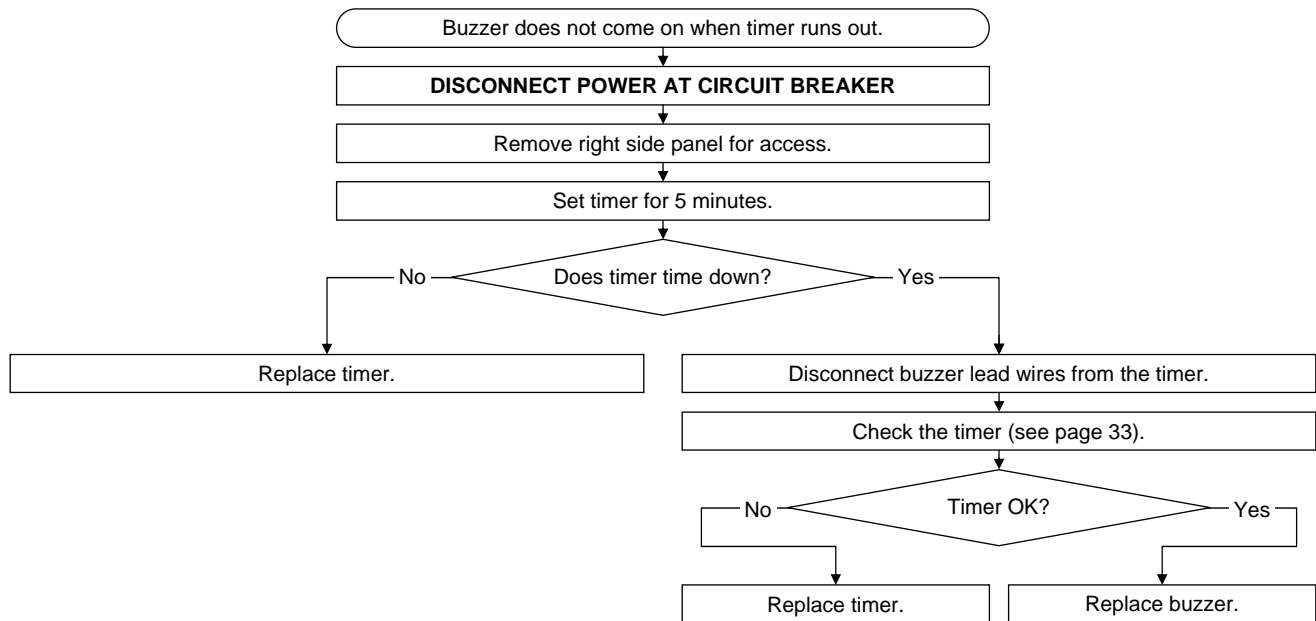 Buzzer does not come on when timer runs out.
DISCONNECT POWER AT CIRCUIT BREAKER
Remove right side panel for access.
Set timer for 5 minutes.
No
Does timer time down?
Yes
Replace timer.
Disconnect buzzer lead wires from the timer.
Check the timer (see page 33).
No
Timer OK?
Yes
Replace timer.
Replace buzzer.